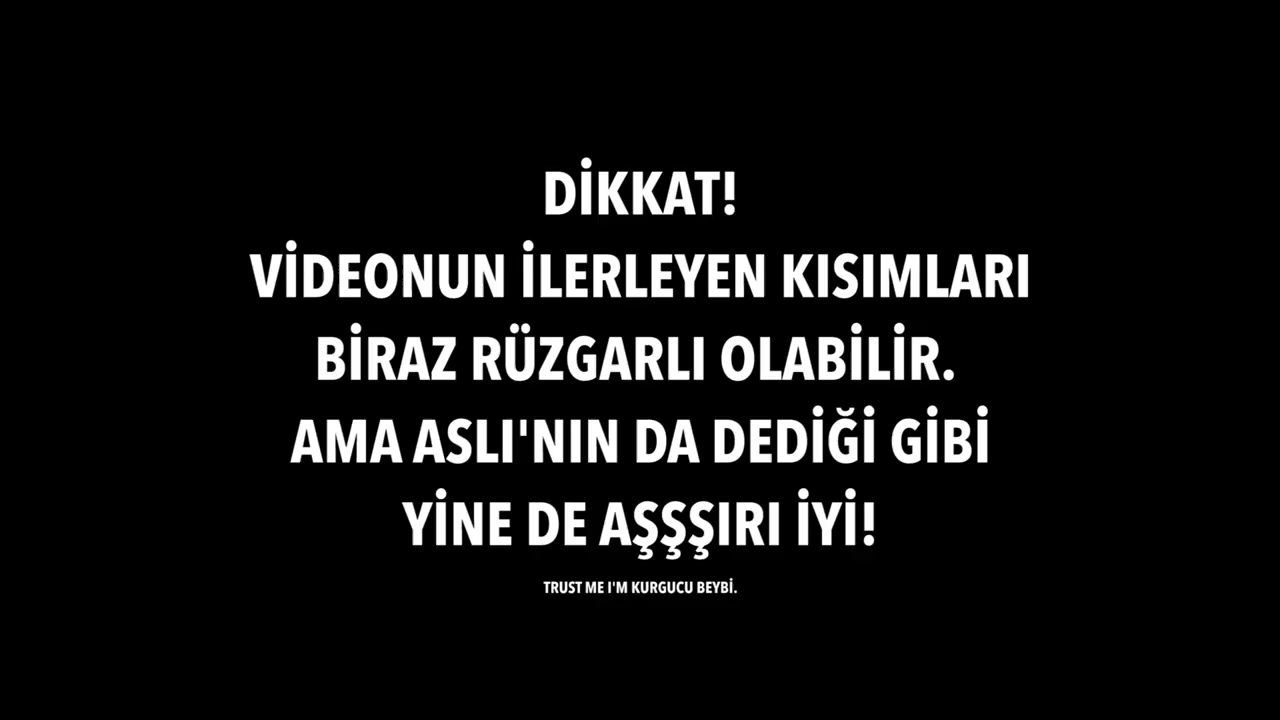 DİKKAT!
VİDEONUN İLERLEYEN KISIMLARI
BİRAZ RÜZGARLI OLABİLİR.
AMA ASLI'NIN DA DEDİĞİ GİBİ
YİNE DE AŞŞŞIRI İYİ!
TRUST ME I'M KURGUCU BEYBİ.